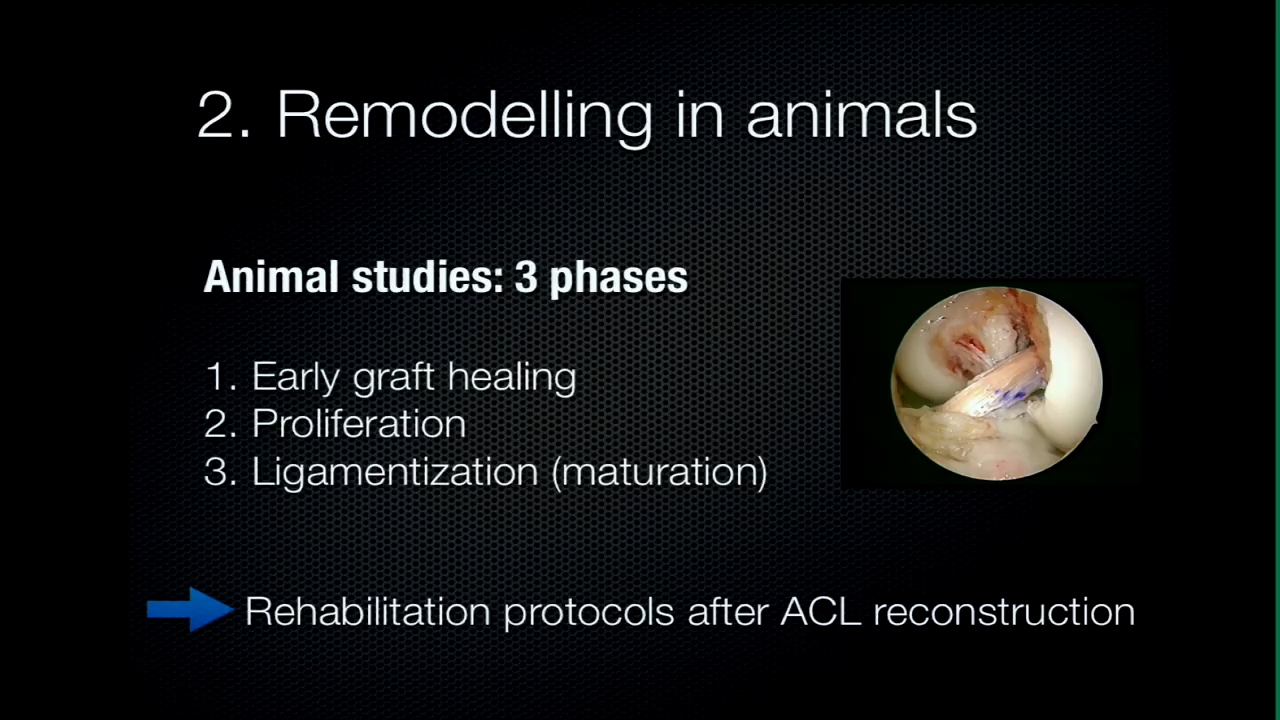 2. Remodelling in animals
Animal studies: 3 phases
1. Early graft healing
2. Proliferation
3. Ligamentization (maturation)
Rehabilitation protocols after ACL reconstruction